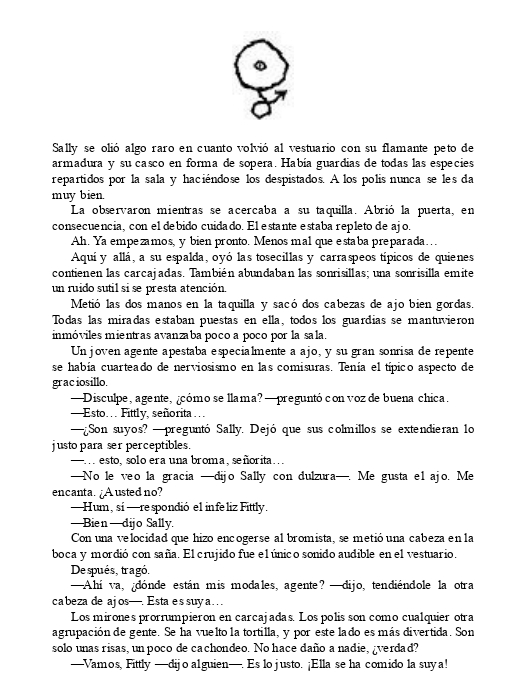 Sally se olió algo raro en cuanto volvió al vestuario con su flamante peto de
armadura y su casco en forma de sopera. Había guardias de todas las especies
repartidos por la sala y haciéndose los despistados. A los polis nunca se les da
muy bien.
La observaron mientras se acercaba a su taquilla. Abrió la puerta, en
consecuencia, con el debido cuidado. El estante estaba repleto de ajo.
Ah. Ya empezamos, y bien pronto. Menos mal que estaba preparada…
Aquí y allá, a su espalda, oyó las tosecillas y carraspeos típicos de quienes
contienen las carcajadas. También abundaban las sonrisillas; una sonrisilla emite
un ruido sutil si se presta atención.
Metió las dos manos en la taquilla y sacó dos cabezas de ajo bien gordas.
Todas las miradas estaban puestas en ella, todos los guardias se mantuvieron
inmóviles mientras avanzaba poco a poco por la sala.
Un joven agente apestaba especialmente a ajo, y su gran sonrisa de repente
se había cuarteado de nerviosismo en las comisuras. Tenía el típico aspecto de
graciosillo.
—Disculpe, agente, ¿cómo se llama? —preguntó con voz de buena chica.
—Esto… Fittly, señorita…
—¿Son suyos? —preguntó Sally. Dejó que sus colmillos se extendieran lo
justo para ser perceptibles.
—… esto, solo era una broma, señorita…
—No le veo la gracia —dijo Sally con dulzura—. Me gusta el ajo. Me
encanta. ¿A usted no?
—Hum, sí —respondió el infeliz Fittly.
—Bien —dijo Sally.
Con una velocidad que hizo encogerse al bromista, se metió una cabeza en la
boca y mordió con saña. El crujido fue el único sonido audible en el vestuario.
Después, tragó.
—Ahí va, ¿dónde están mis modales, agente? —dijo, tendiéndole la otra
cabeza de ajos—. Esta es suya…
Los mirones prorrumpieron en carcajadas. Los polis son como cualquier otra
agrupación de gente. Se ha vuelto la tortilla, y por este lado es más divertida. Son
solo unas risas, un poco de cachondeo. No hace daño a nadie, ¿verdad?
—Vamos, Fittly —dijo alguien—. Es lo justo. ¡Ella se ha comido la suya!